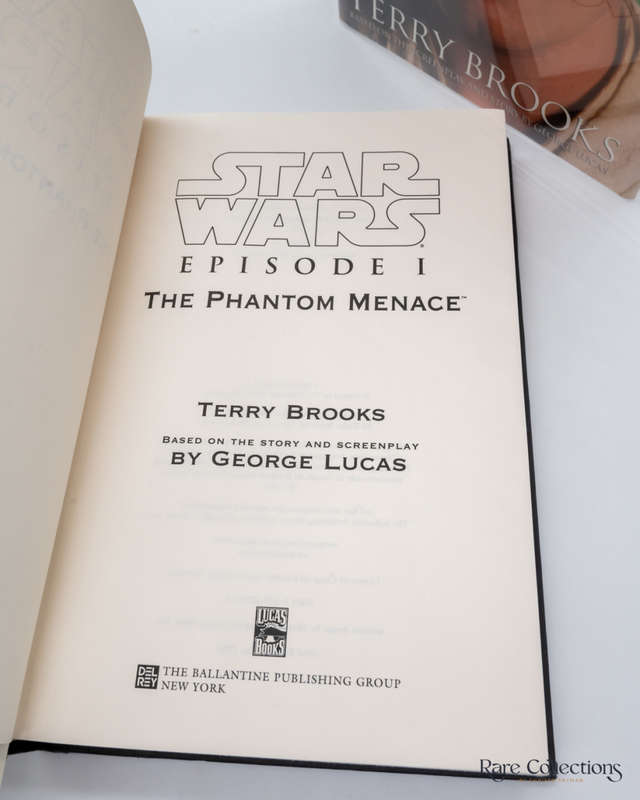 TERRY BROOKS
STAR
WARS®
EPISODE I
THE PHANTOM MENACE™
TERRY BROOKS
BASED ON THE STORY AND SCREENPLAY
BY GEORGE LUCAS
LUCAS
BOOKS
DEL
REY
THE BALLANTINE PUBLISHING GROUP
NEW YORK
Rare Collections